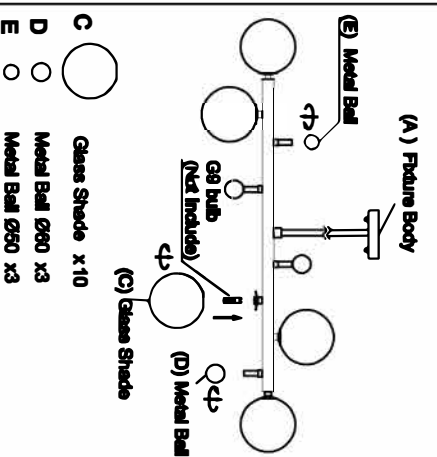 (A) Fixture Body
(E) Metal Ball
G9 bulb
(Not include)
(C) Glass Shade
(D) Metal Ball
C Glass Shade x10
D Metal Ball Ø60 x3
E Metal Ball Ø50 x3